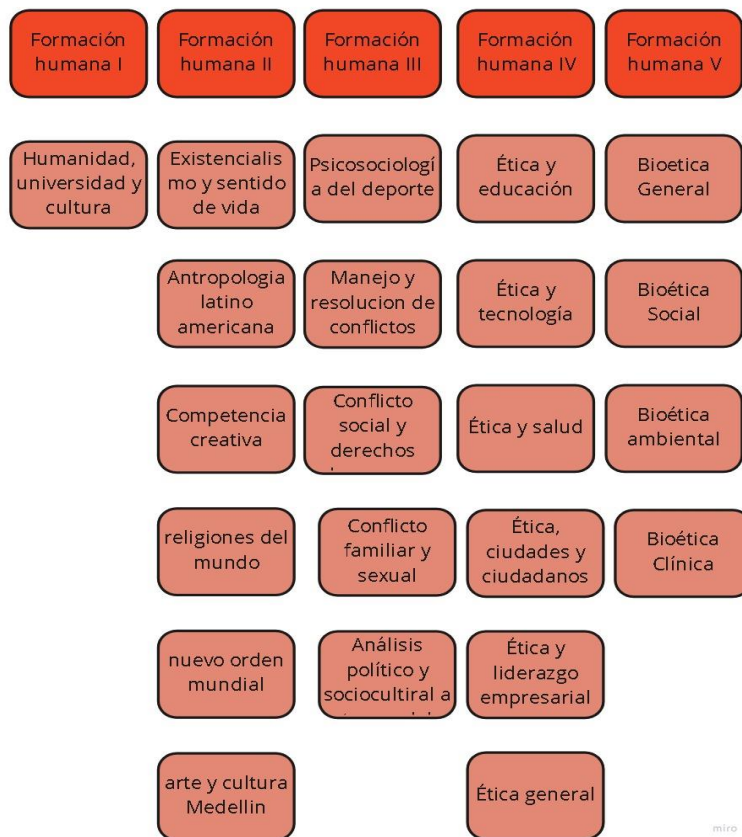 Formación
humana I
Formación
humana II
Formación
humana III
Formación
humana IV
Formación
humana V
Humanidad,
universidad y
cultura
Existencialis
mo y sentido
de vida
Psicosociologí
a del deporte
Ética y
educación
Bioetica
General
Antropologia
latino
americana
Manejo y
resolucion de
conflictos
Ética y
tecnología
Bioética
Social
Competencia
creativa
Conflicto
social y
derechos
Ética y salud
Bioética
ambiental
religiones del
mundo
Conflicto
familiar y
sexual
Ética,
ciudades y
ciudadanos
Bioética
Clínica
nuevo orden
mundial
Análisis
político y
sociocultiral a
Ética y
liderazgo
empresarial
arte y cultura
Medellin
Ética general
miro